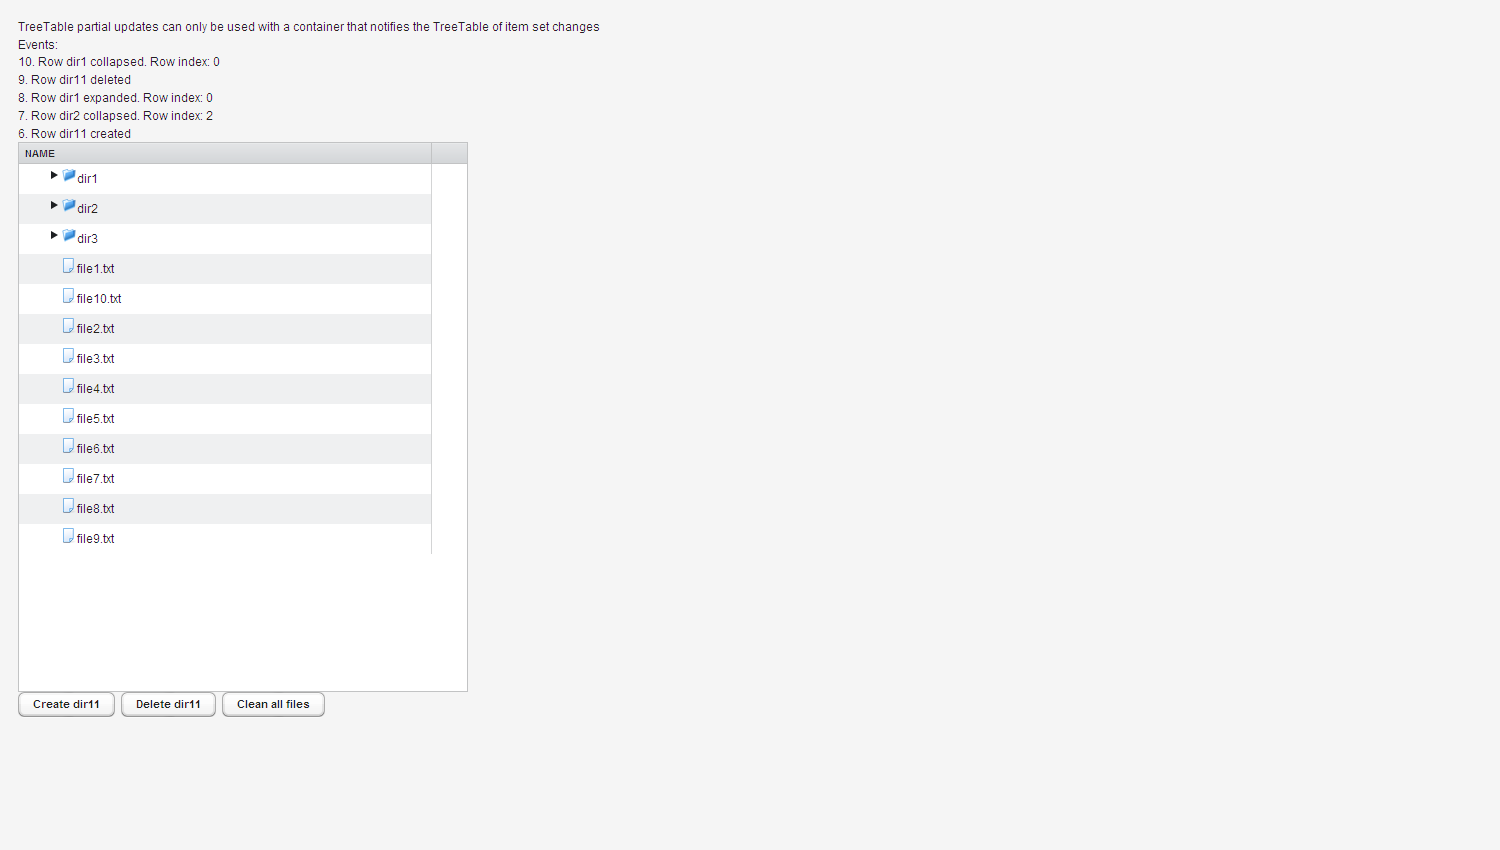 TreeTable partial updates can only be used with a container that notifies the TreeTable of item set changes
Events:
10. Row dir1 collapsed. Row index: 0
9. Row dir11 deleted
8. Row dir1 expanded. Row index: 0
7. Row dir2 collapsed. Row index: 2
6. Row dir11 created
NAME
dir1
dir2
dir3
file1.txt
file10.txt
file2.txt
file3.txt
file4.txt
file5.txt
file6.txt
file7.txt
file8.txt
file9.txt
Create dir11 Delete dir11 Clean all files